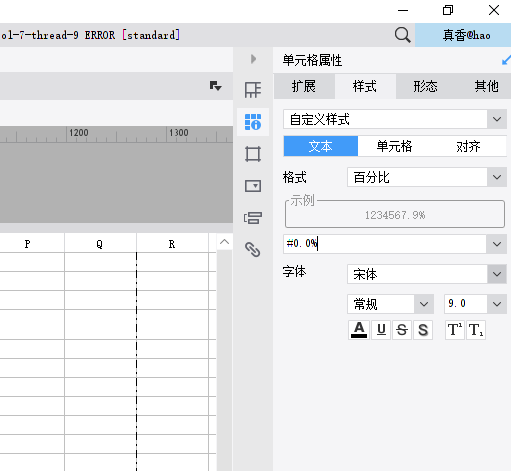 ol-7-thread-9 ERROR [standard]
真香@hao
单元格属性
扩展 样式 形态 其他
自定义样式
文本 单元格 对齐
格式 百分比
示例
1234567.9%
#0.0%
字体 宋体
常规 9.0
A U S S T¹ T₁
1200 1300
P Q R